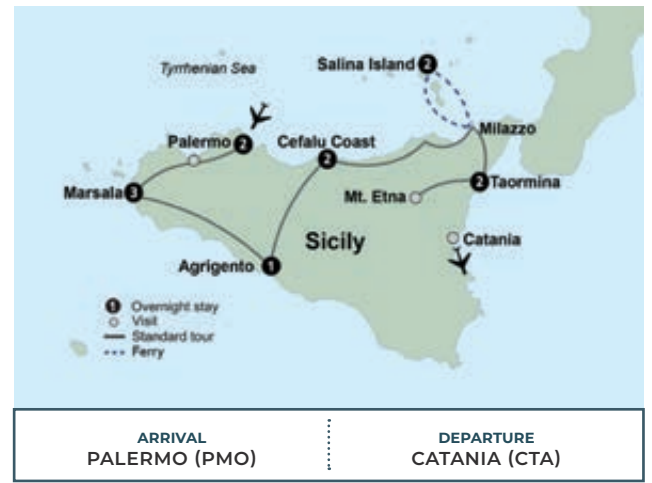 Tyrrhenian Sea
Salina Island 2
Palermo 2
Cefalu Coast
2
Milazzo
Marsala 3
Mt. Etna
2 Taormina
Sicily
Catania
Agrigento 1
1 Overnight stay
Visit
Standard tour
Ferry
ARRIVAL
PALERMO (PMO)
DEPARTURE
CATANIA (CTA)